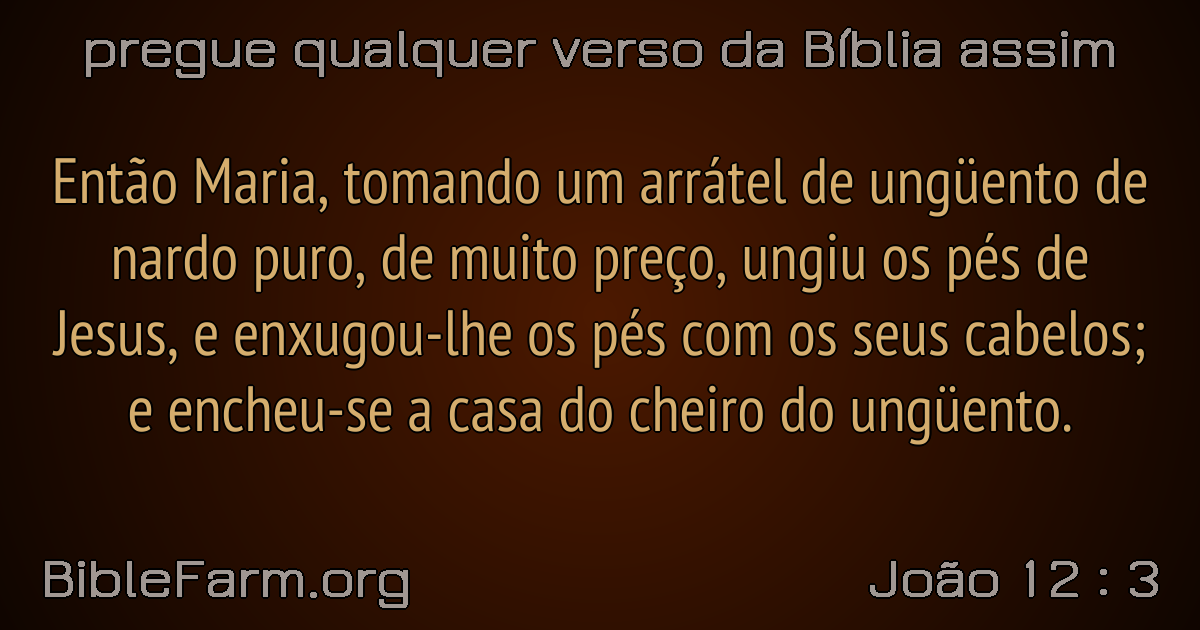 pregue qualquer verso da Bíblia assim
Então Maria, tomando um arrátel de ungüento de
nardo puro, de muito preço, ungiu os pés de
Jesus, e enxugou-lhe os pés com os seus cabelos;
e encheu-se a casa do cheiro do ungüento.
BibleFarm.org
João 12 : 3